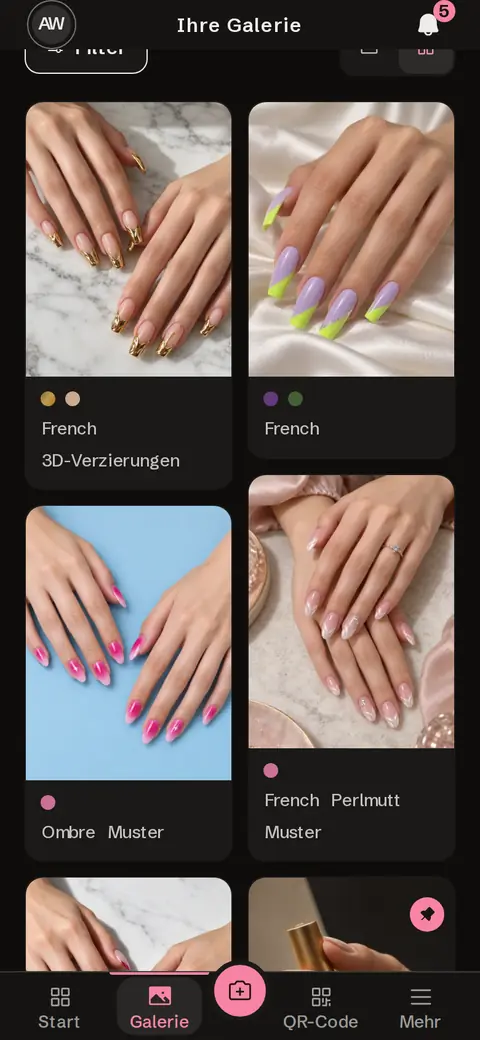 AW
Ihre Galerie
5
Filter
French
3D-Verzierungen
French
Ombre Muster
French Perlmutt
Muster
Start
Galerie
QR-Code
Mehr